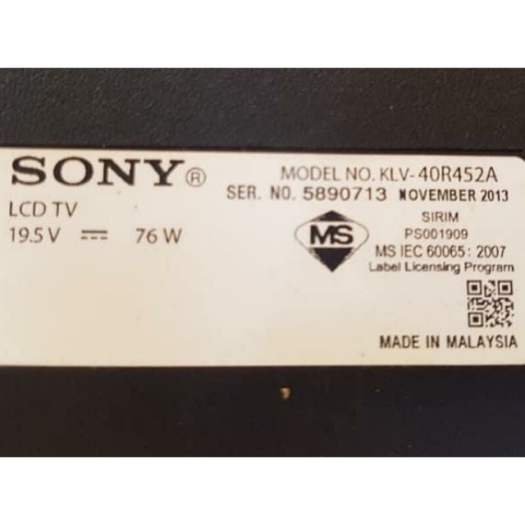 SONY®
MODEL NO. KLV-40R452A
SER. NO. 5890713 NOVEMBER 2013
LCD TV
19.5 V ⎓ 76 W
MS
SIRIM
PS001909
MS IEC 60065: 2007
Label Licensing Program
MADE IN MALAYSIA